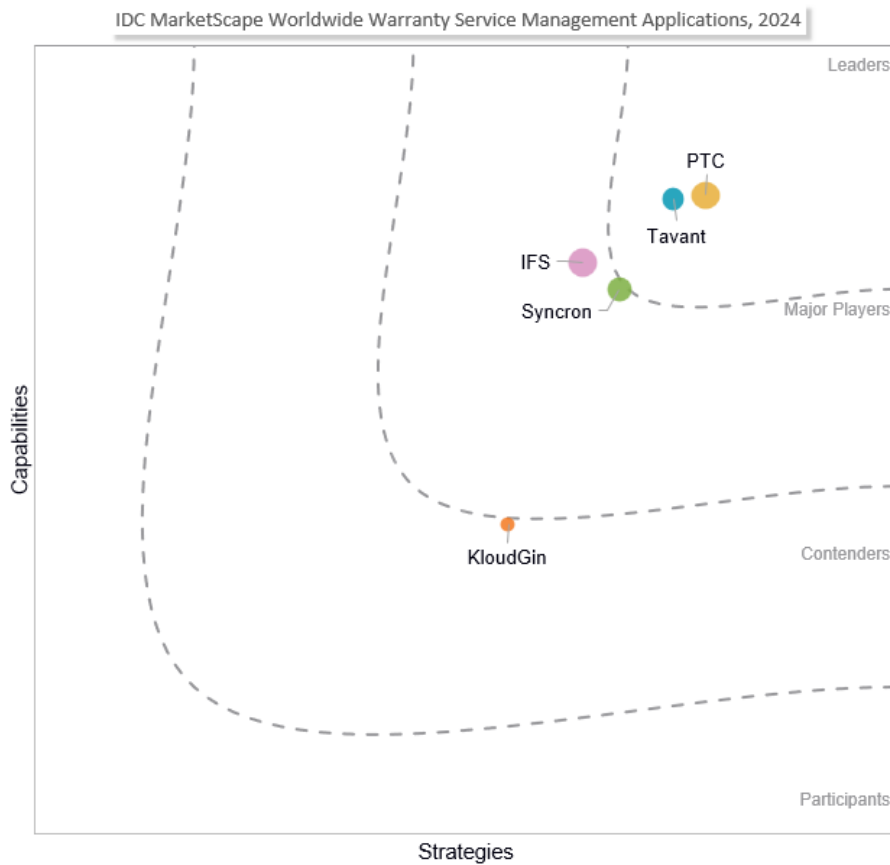 IDC MarketScape Worldwide Warranty Service Management Applications, 2024
Leaders
PTC
Tavant
IFS
Syncron
Major Players
Capabilities
KloudGin
Contenders
Participants
Strategies